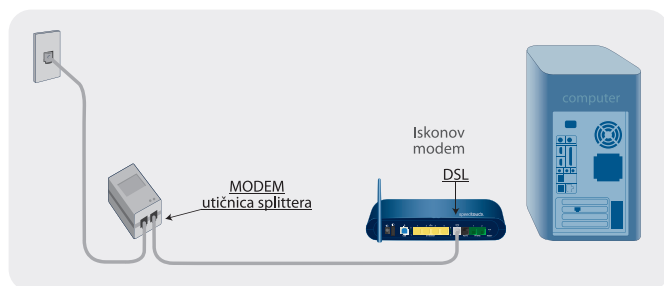 computer
Iskonov
modem
DSL
MODEM
utičnica splittera